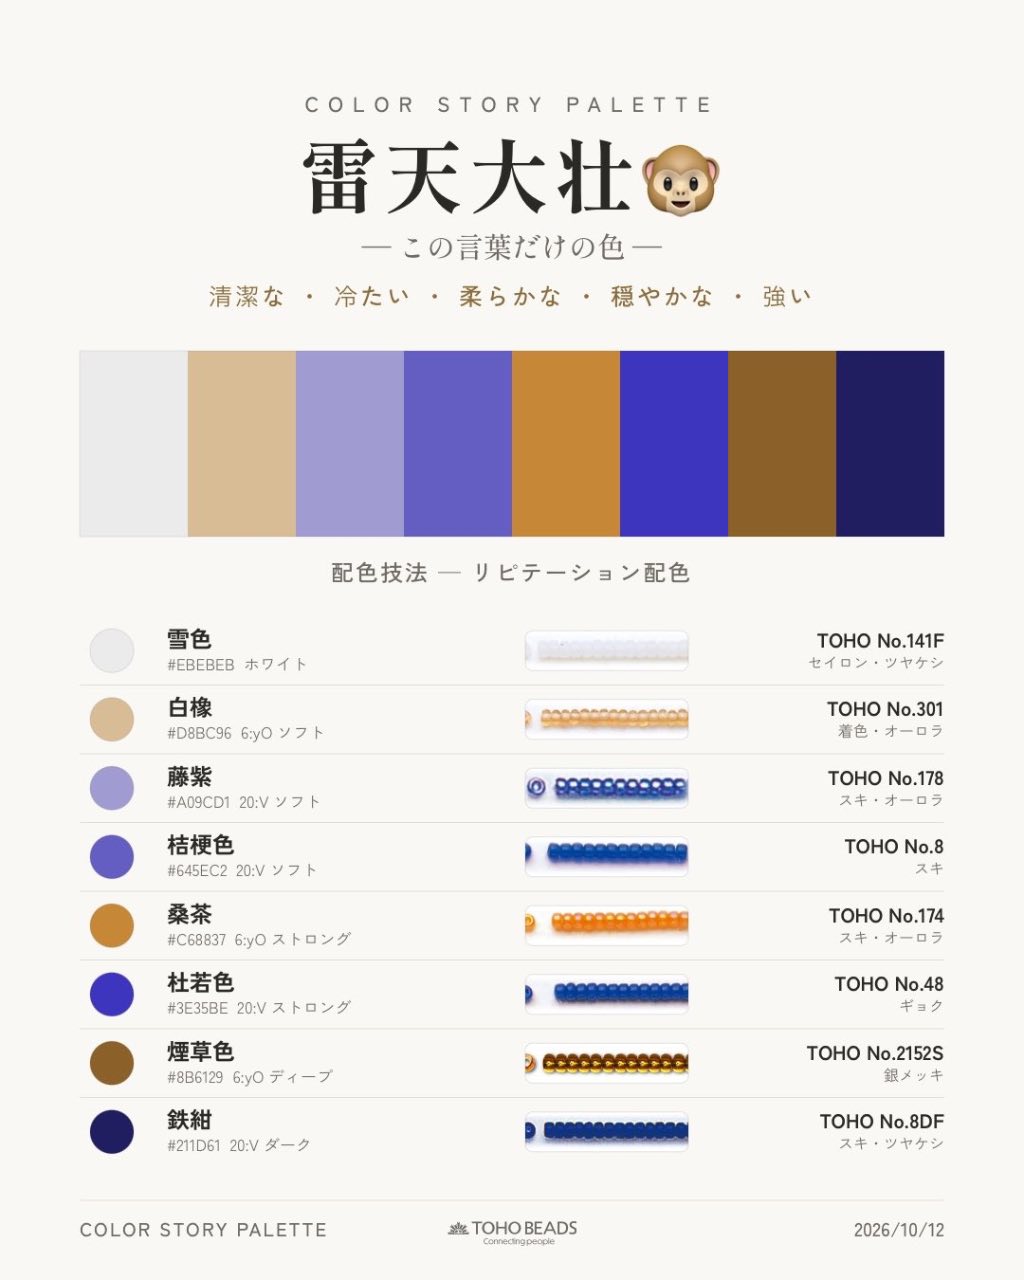 COLOR STORY PALETTE
雷天大壮🐵
— この言葉だけの色 —
清潔な ・ 冷たい ・ 柔らかな ・ 穏やかな ・ 強い
配色技法 — リピテーション配色
雪色
#EBEBEB ホワイト
TOHO No.141F
セイロン・ツヤケシ
白橡
#D8BC96 6:yO ソフト
TOHO No.301
着色・オーロラ
藤紫
#A09CD1 20:V ソフト
TOHO No.178
スキ・オーロラ
桔梗色
#645EC2 20:V ソフト
TOHO No.8
スキ
桑茶
#C68837 6:yO ストロング
TOHO No.174
スキ・オーロラ
杜若色
#3E35BE 20:V ストロング
TOHO No.48
ギョク
煙草色
#8B6129 6:yO ディープ
TOHO No.2152S
銀メッキ
鉄紺
#211D61 20:V ダーク
TOHO No.8DF
スキ・ツヤケシ
COLOR STORY PALETTE
TOHO BEADS
Connecting people
2026/10/12